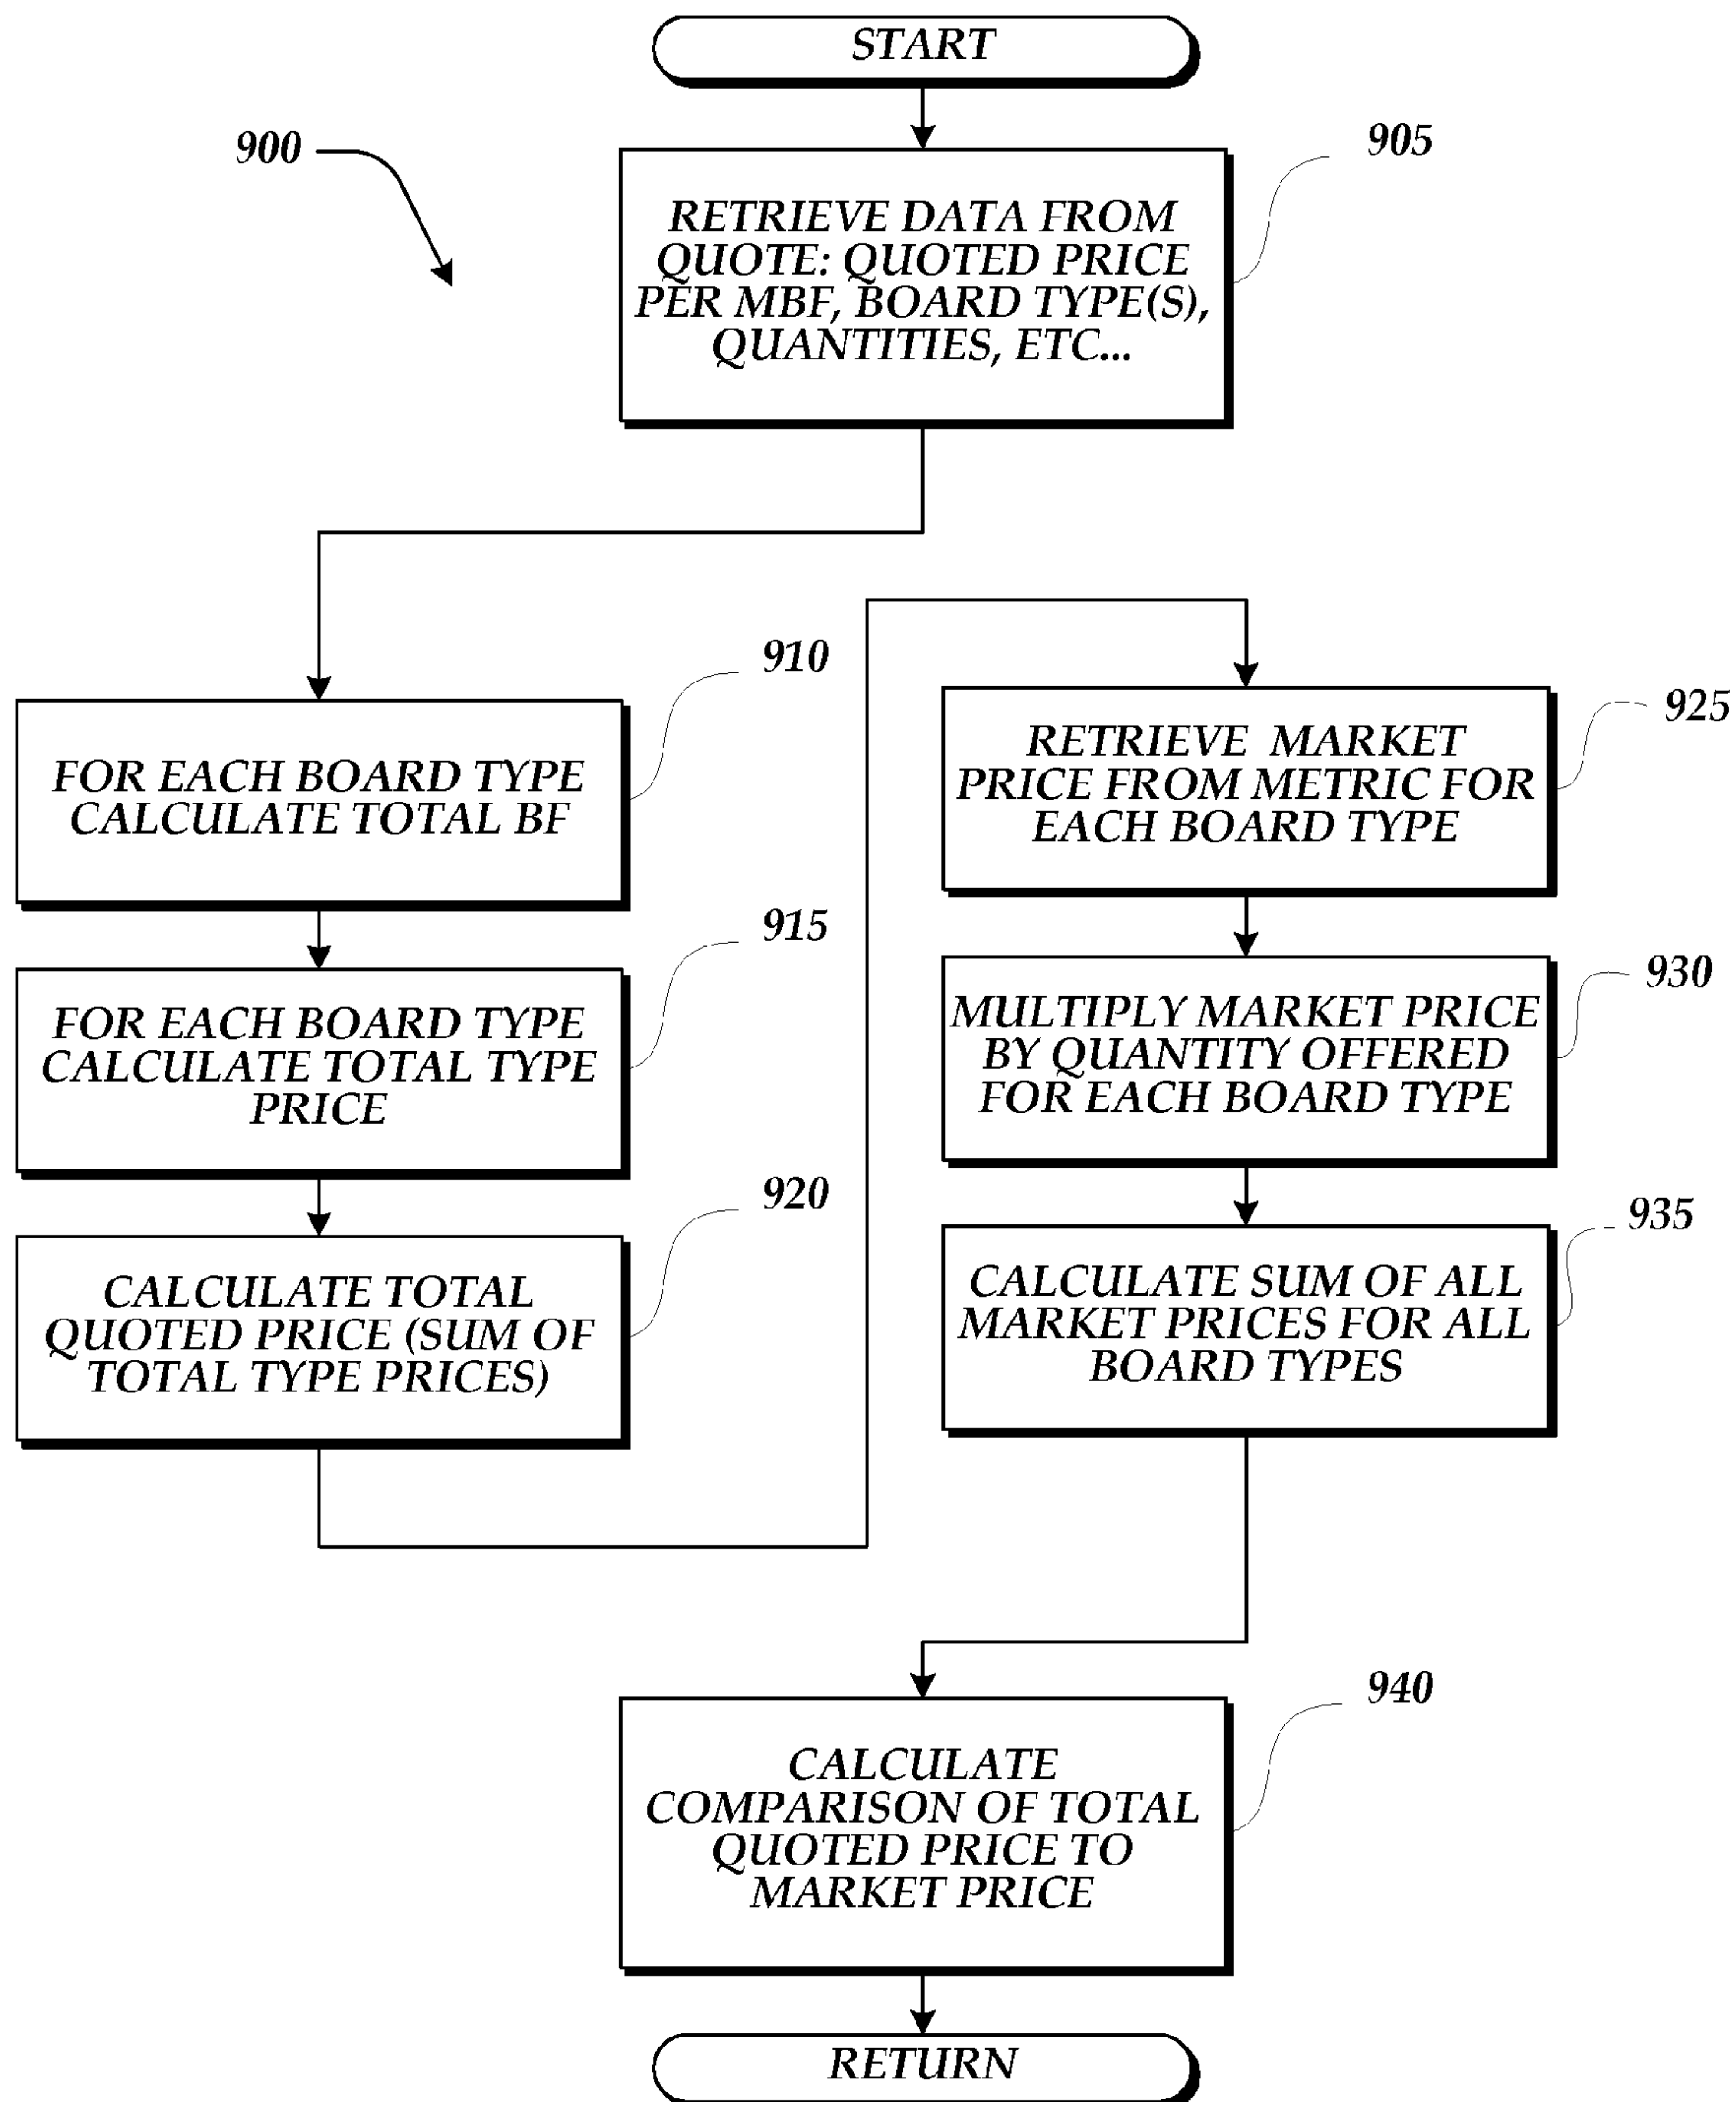 START
900
905
RETRIEVE DATA FROM
QUOTE: QUOTED PRICE
PER MBF, BOARD TYPE(S),
QUANTITIES, ETC...
910
FOR EACH BOARD TYPE
CALCULATE TOTAL BF
915
FOR EACH BOARD TYPE
CALCULATE TOTAL TYPE
PRICE
920
CALCULATE TOTAL
QUOTED PRICE (SUM OF
TOTAL TYPE PRICES)
925
RETRIEVE MARKET
PRICE FROM METRIC FOR
EACH BOARD TYPE
930
MULTIPLY MARKET PRICE
BY QUANTITY OFFERED
FOR EACH BOARD TYPE
935
CALCULATE SUM OF ALL
MARKET PRICES FOR ALL
BOARD TYPES
940
CALCULATE
COMPARISON OF TOTAL
QUOTED PRICE TO
MARKET PRICE
RETURN